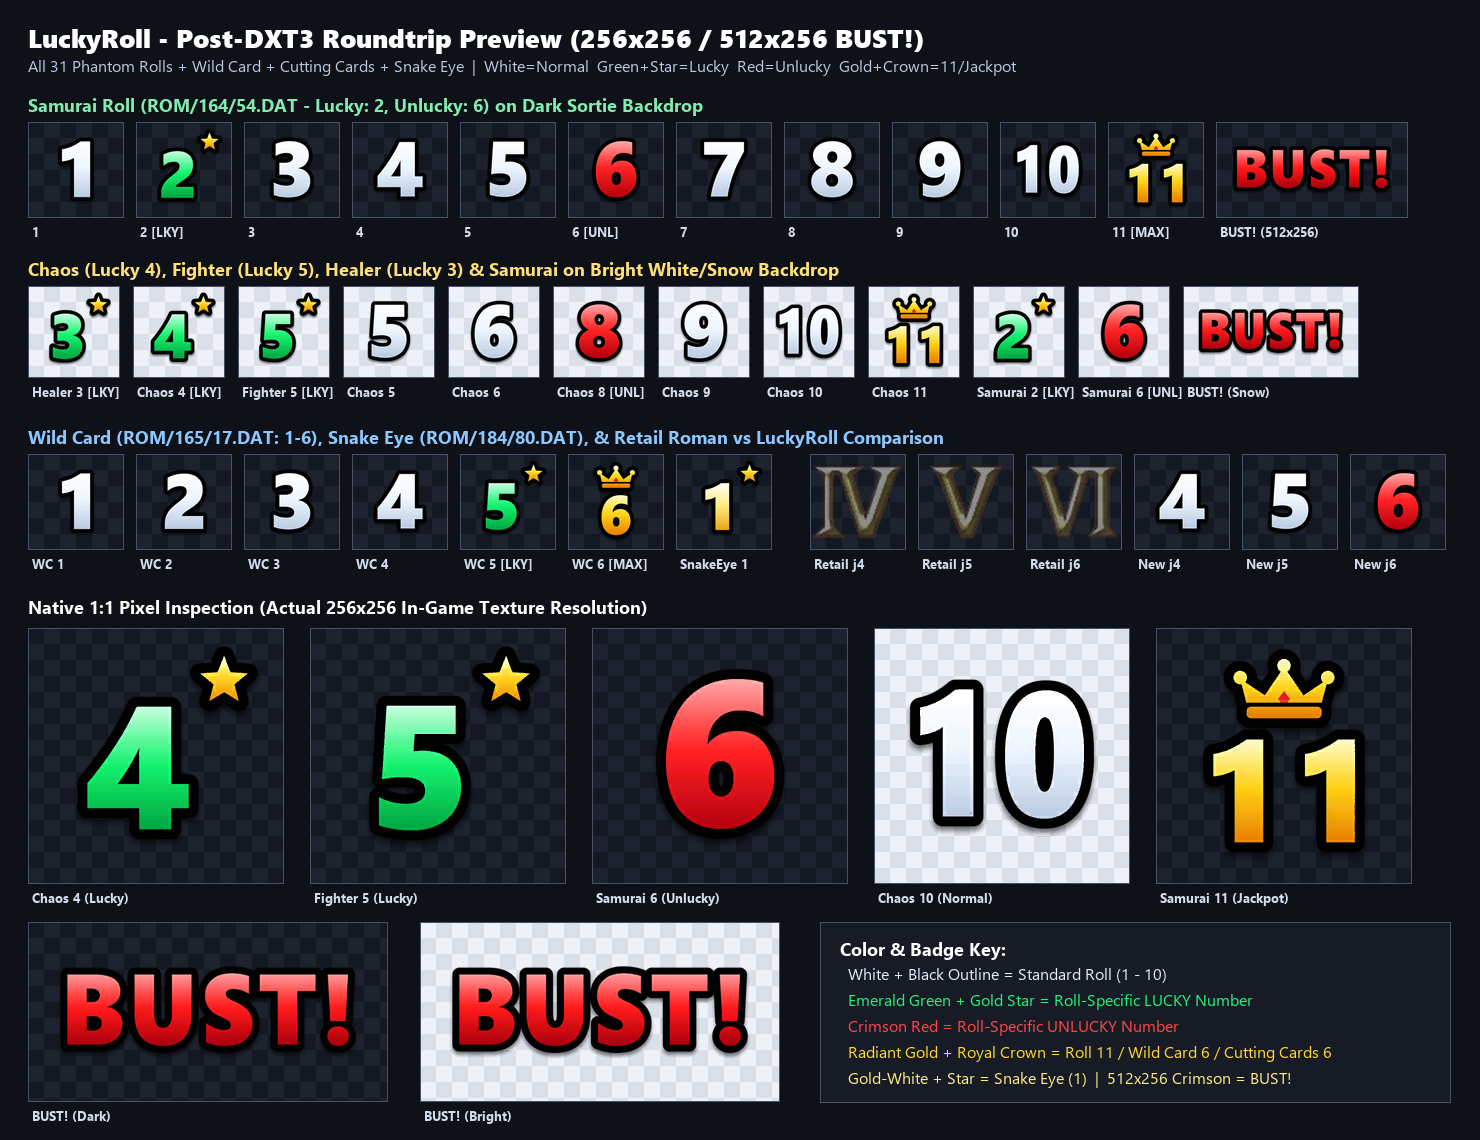 LuckyRoll - Post-DXT3 Roundtrip Preview (256x256 / 512x256 BUST!)
All 31 Phantom Rolls + Wild Card + Cutting Cards + Snake Eye | White=Normal Green+Star=Lucky Red=Unlucky Gold+Crown=11/Jackpot
Samurai Roll (ROM/164/54.DAT - Lucky: 2, Unlucky: 6) on Dark Sortie Backdrop
1 2 3 4 5 6 7 8 9 10 11 BUST!
1 2 [LKY] 3 4 5 6 [UNL] 7 8 9 10 11 [MAX] BUST! (512x256)
Chaos (Lucky 4), Fighter (Lucky 5), Healer (Lucky 3) & Samurai on Bright White/Snow Backdrop
3 4 5 5 6 8 9 10 11 2 6 BUST!
Healer 3 [LKY] Chaos 4 [LKY] Fighter 5 [LKY] Chaos 5 Chaos 6 Chaos 8 [UNL] Chaos 9 Chaos 10 Chaos 11 Samurai 2 [LKY] Samurai 6 [UNL] BUST! (Snow)
Wild Card (ROM/165/17.DAT: 1-6), Snake Eye (ROM/184/80.DAT), & Retail Roman vs LuckyRoll Comparison
1 2 3 4 5 6 1 IV V VI 4 5 6
WC 1 WC 2 WC 3 WC 4 WC 5 [LKY] WC 6 [MAX] SnakeEye 1 Retail j4 Retail j5 Retail j6 New j4 New j5 New j6
Native 1:1 Pixel Inspection (Actual 256x256 In-Game Texture Resolution)
4 5 6 10 11
Chaos 4 (Lucky) Fighter 5 (Lucky) Samurai 6 (Unlucky) Chaos 10 (Normal) Samurai 11 (Jackpot)
BUST! BUST!
BUST! (Dark) BUST! (Bright)
Color & Badge Key:
White + Black Outline = Standard Roll (1 - 10)
Emerald Green + Gold Star = Roll-Specific LUCKY Number
Crimson Red = Roll-Specific UNLUCKY Number
Radiant Gold + Royal Crown = Roll 11 / Wild Card 6 / Cutting Cards 6
Gold-White + Star = Snake Eye (1) | 512x256 Crimson = BUST!